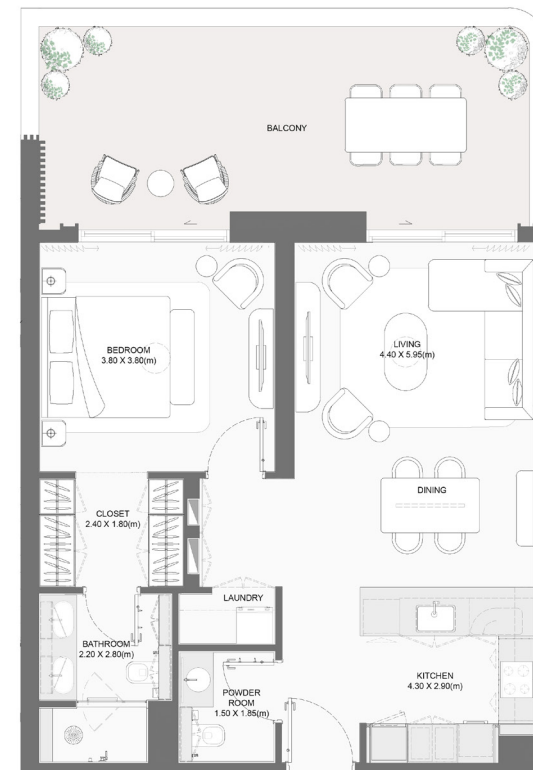 BALCONY
BEDROOM
3.80 X 3.80(m)
LIVING
4.40 X 5.95(m)
DINING
CLOSET
2.40 X 1.80(m)
LAUNDRY
BATHROOM
2.20 X 2.80(m)
KITCHEN
4.30 X 2.90(m)
POWDER
ROOM
1.50 X 1.85(m)